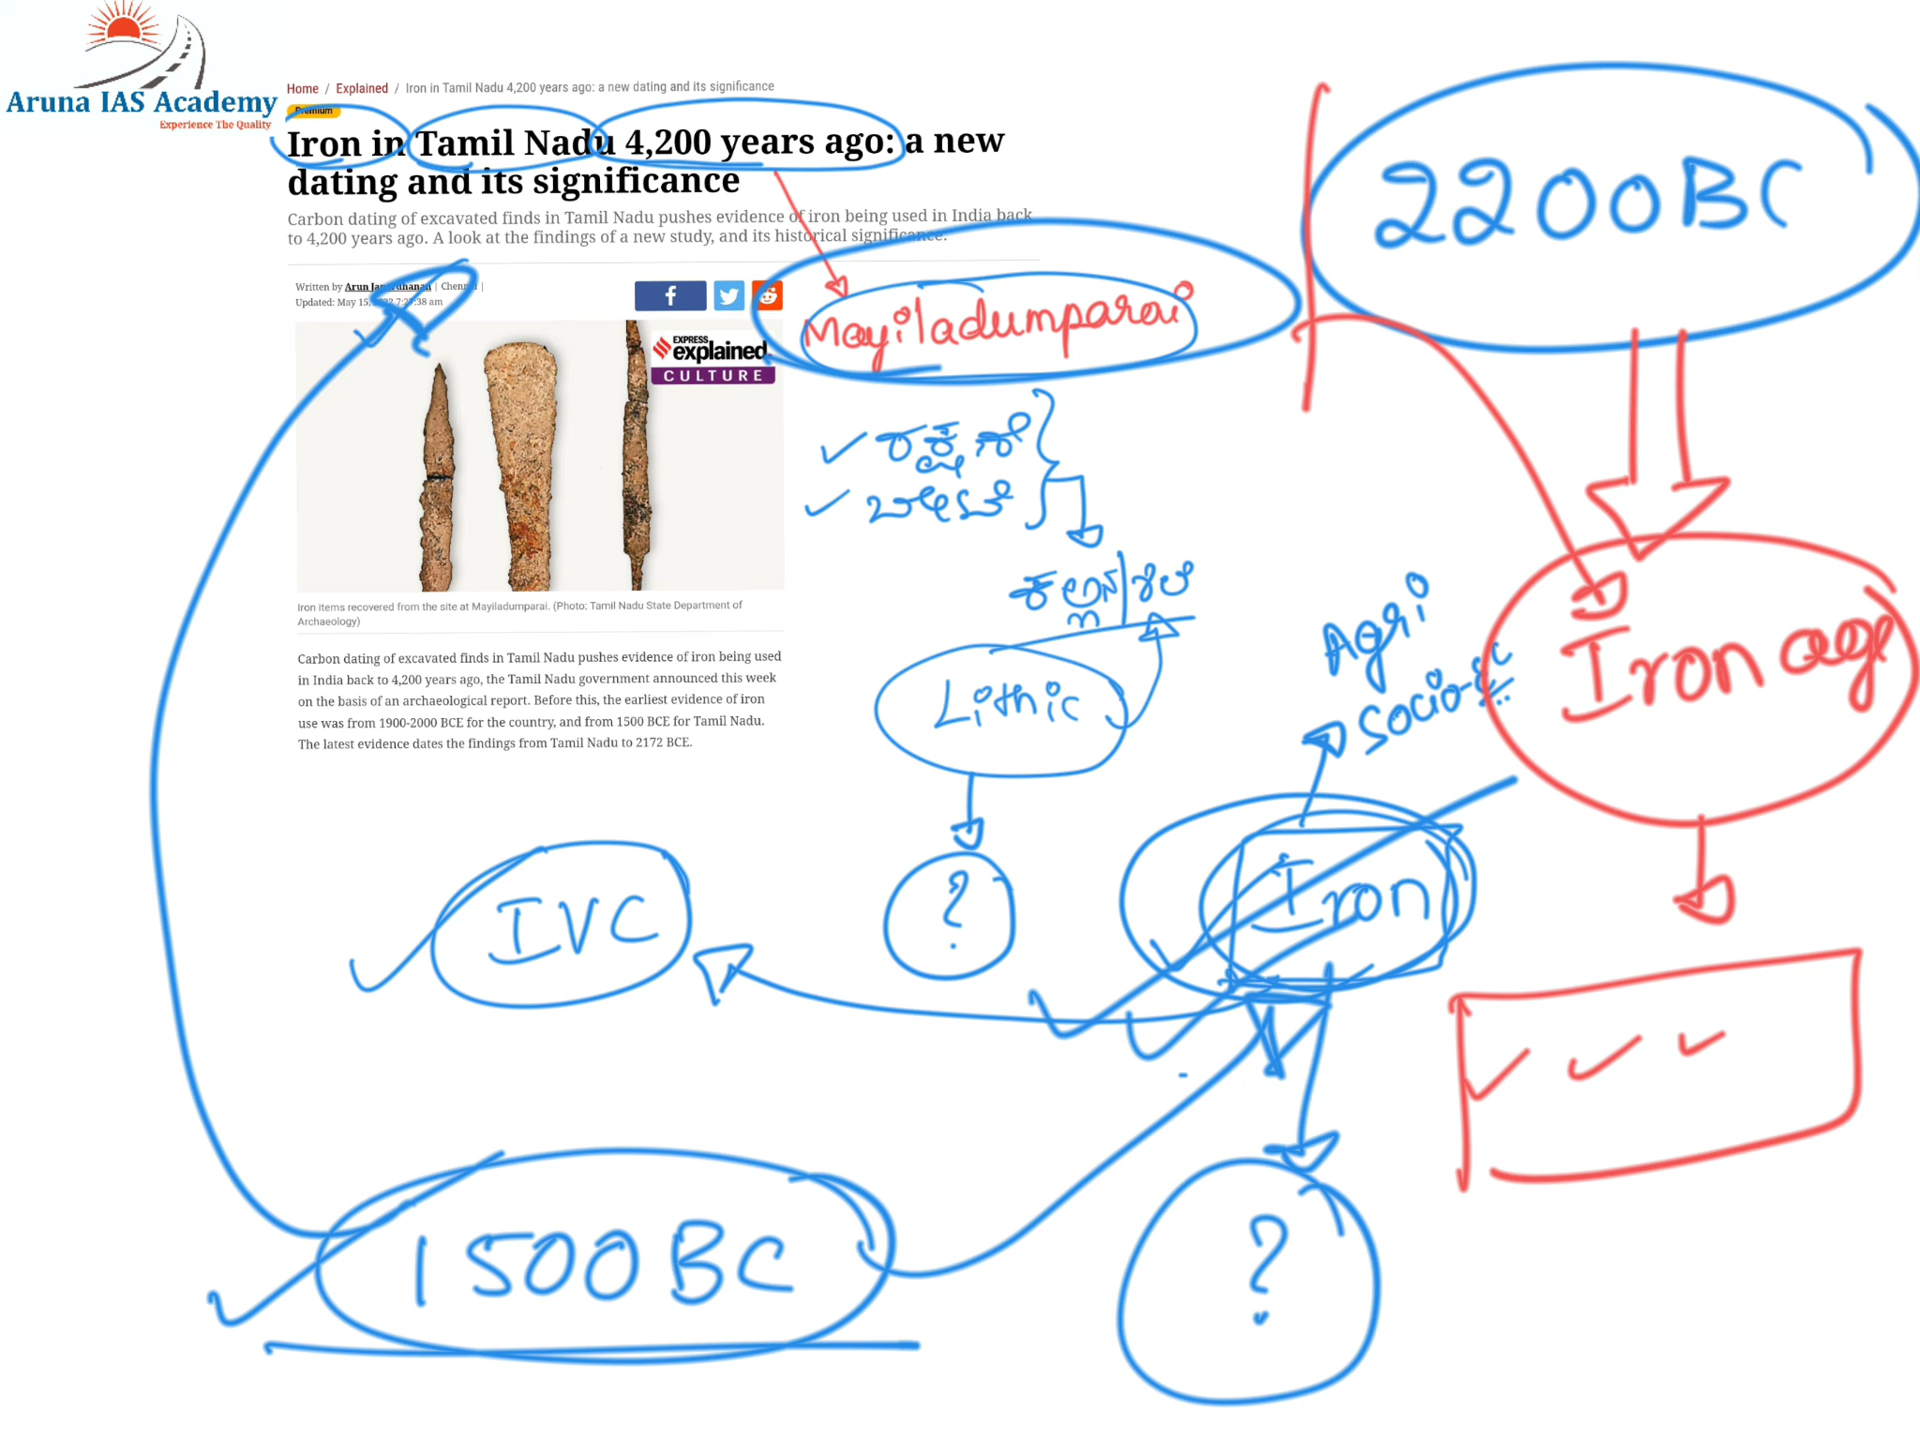 Aruna IAS Academy
Experience The Quality
Home / Explained / Iron in Tamil Nadu 4,200 years ago: a new dating and its significance
Premium
Iron in Tamil Nadu 4,200 years ago: a new
dating and its significance
Carbon dating of excavated finds in Tamil Nadu pushes evidence of iron being used in India back
to 4,200 years ago. A look at the findings of a new study, and its historical significance.
Written by Arun Janardhanan | Chennai |
Updated: May 15, 2022 7:27:38 am
f
EXPRESS
explained.
CULTURE
Iron items recovered from the site at Mayiladumparai. (Photo: Tamil Nadu State Department of
Archaeology)
Carbon dating of excavated finds in Tamil Nadu pushes evidence of iron being used
in India back to 4,200 years ago, the Tamil Nadu government announced this week
on the basis of an archaeological report. Before this, the earliest evidence of iron
use was from 1900-2000 BCE for the country, and from 1500 BCE for Tamil Nadu.
The latest evidence dates the findings from Tamil Nadu to 2172 BCE.
2200BC
Mayiladumparai
Lithic
?
Agri
Socio-Ec
Iron age
IVC
Iron
1500BC
?